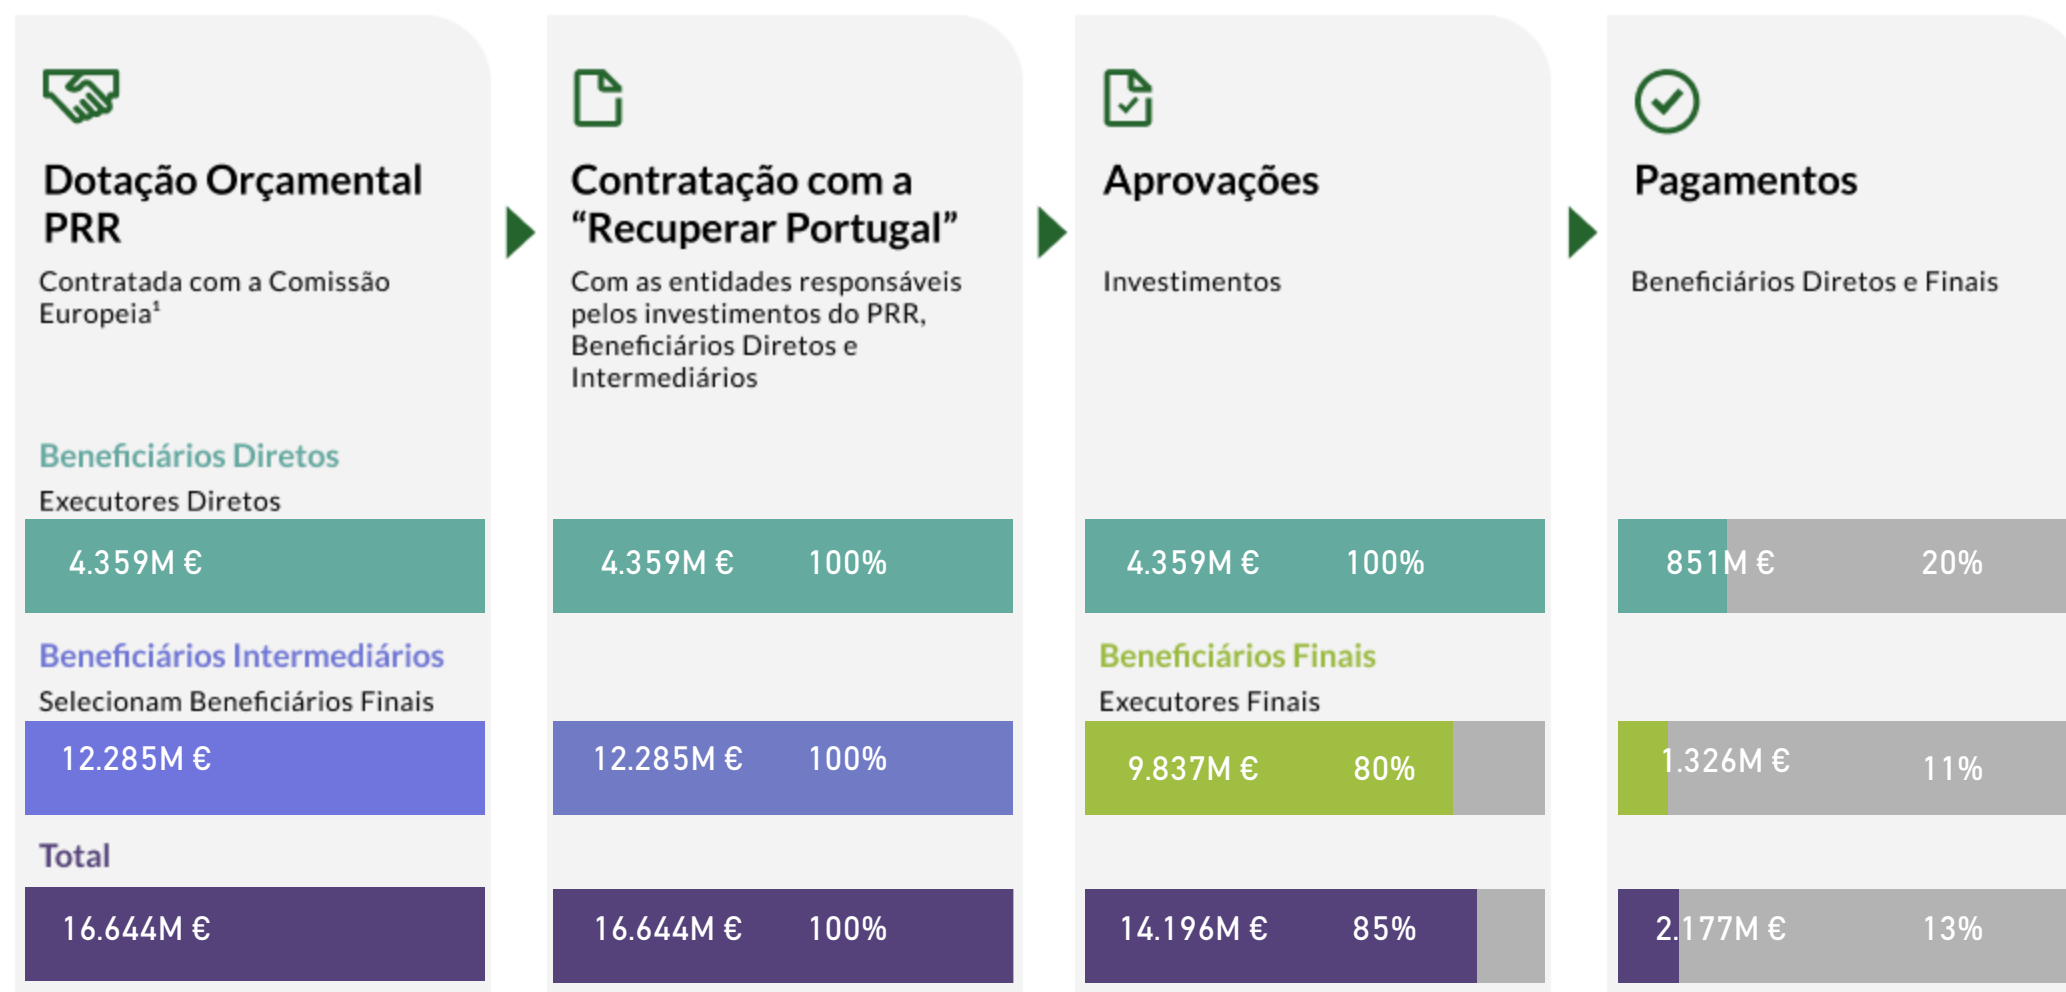 Dotação Orçamental
PRR
Contratada com a Comissão
Europeia¹
Beneficiários Diretos
Executores Diretos
4.359M €
Beneficiários Intermediários
Selecionam Beneficiários Finais
12.285M €
Total
16.644M €
Contratação com a
“Recuperar Portugal”
Com as entidades responsáveis
pelos investimentos do PRR,
Beneficiários Diretos e
Intermediários
4.359M € 100%
12.285M € 100%
16.644M € 100%
Aprovações
Investimentos
4.359M € 100%
Beneficiários Finais
Executores Finais
9.837M € 80%
14.196M € 85%
Pagamentos
Beneficiários Diretos e Finais
851M € 20%
1.326M € 11%
2.177M € 13%